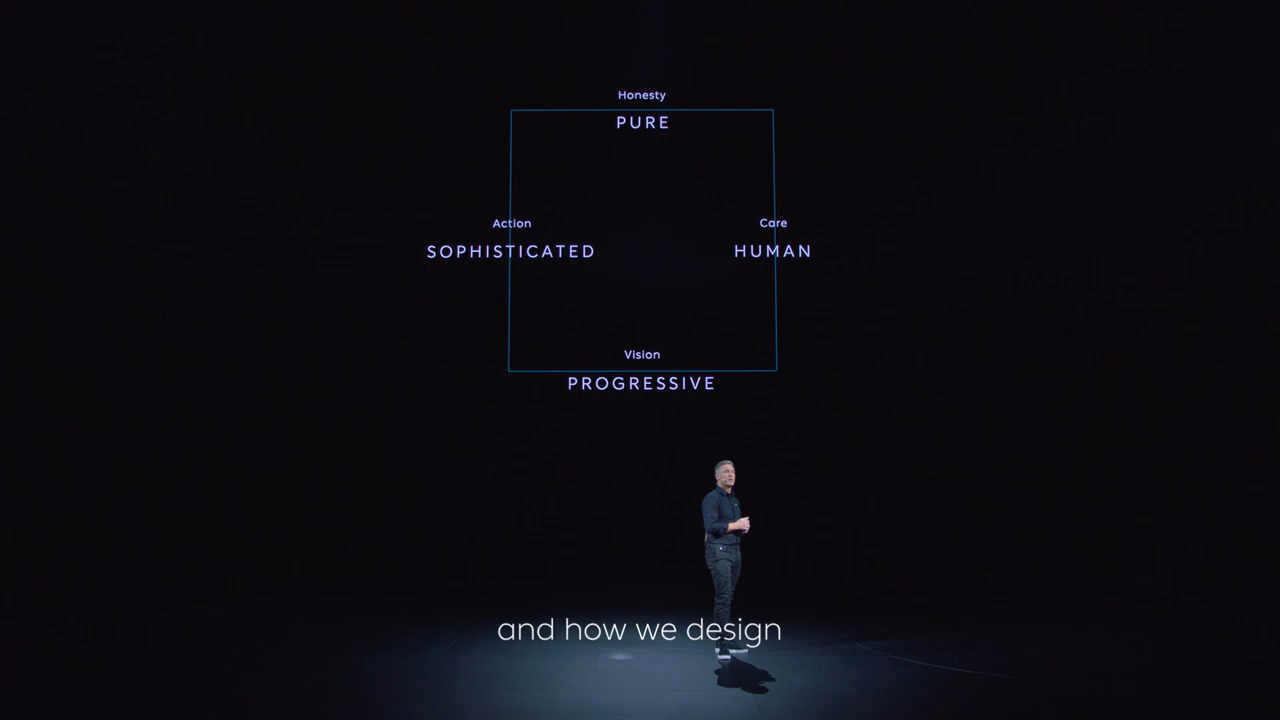 Honesty
PURE
Action
SOPHISTICATED
Care
HUMAN
Vision
PROGRESSIVE
and how we design